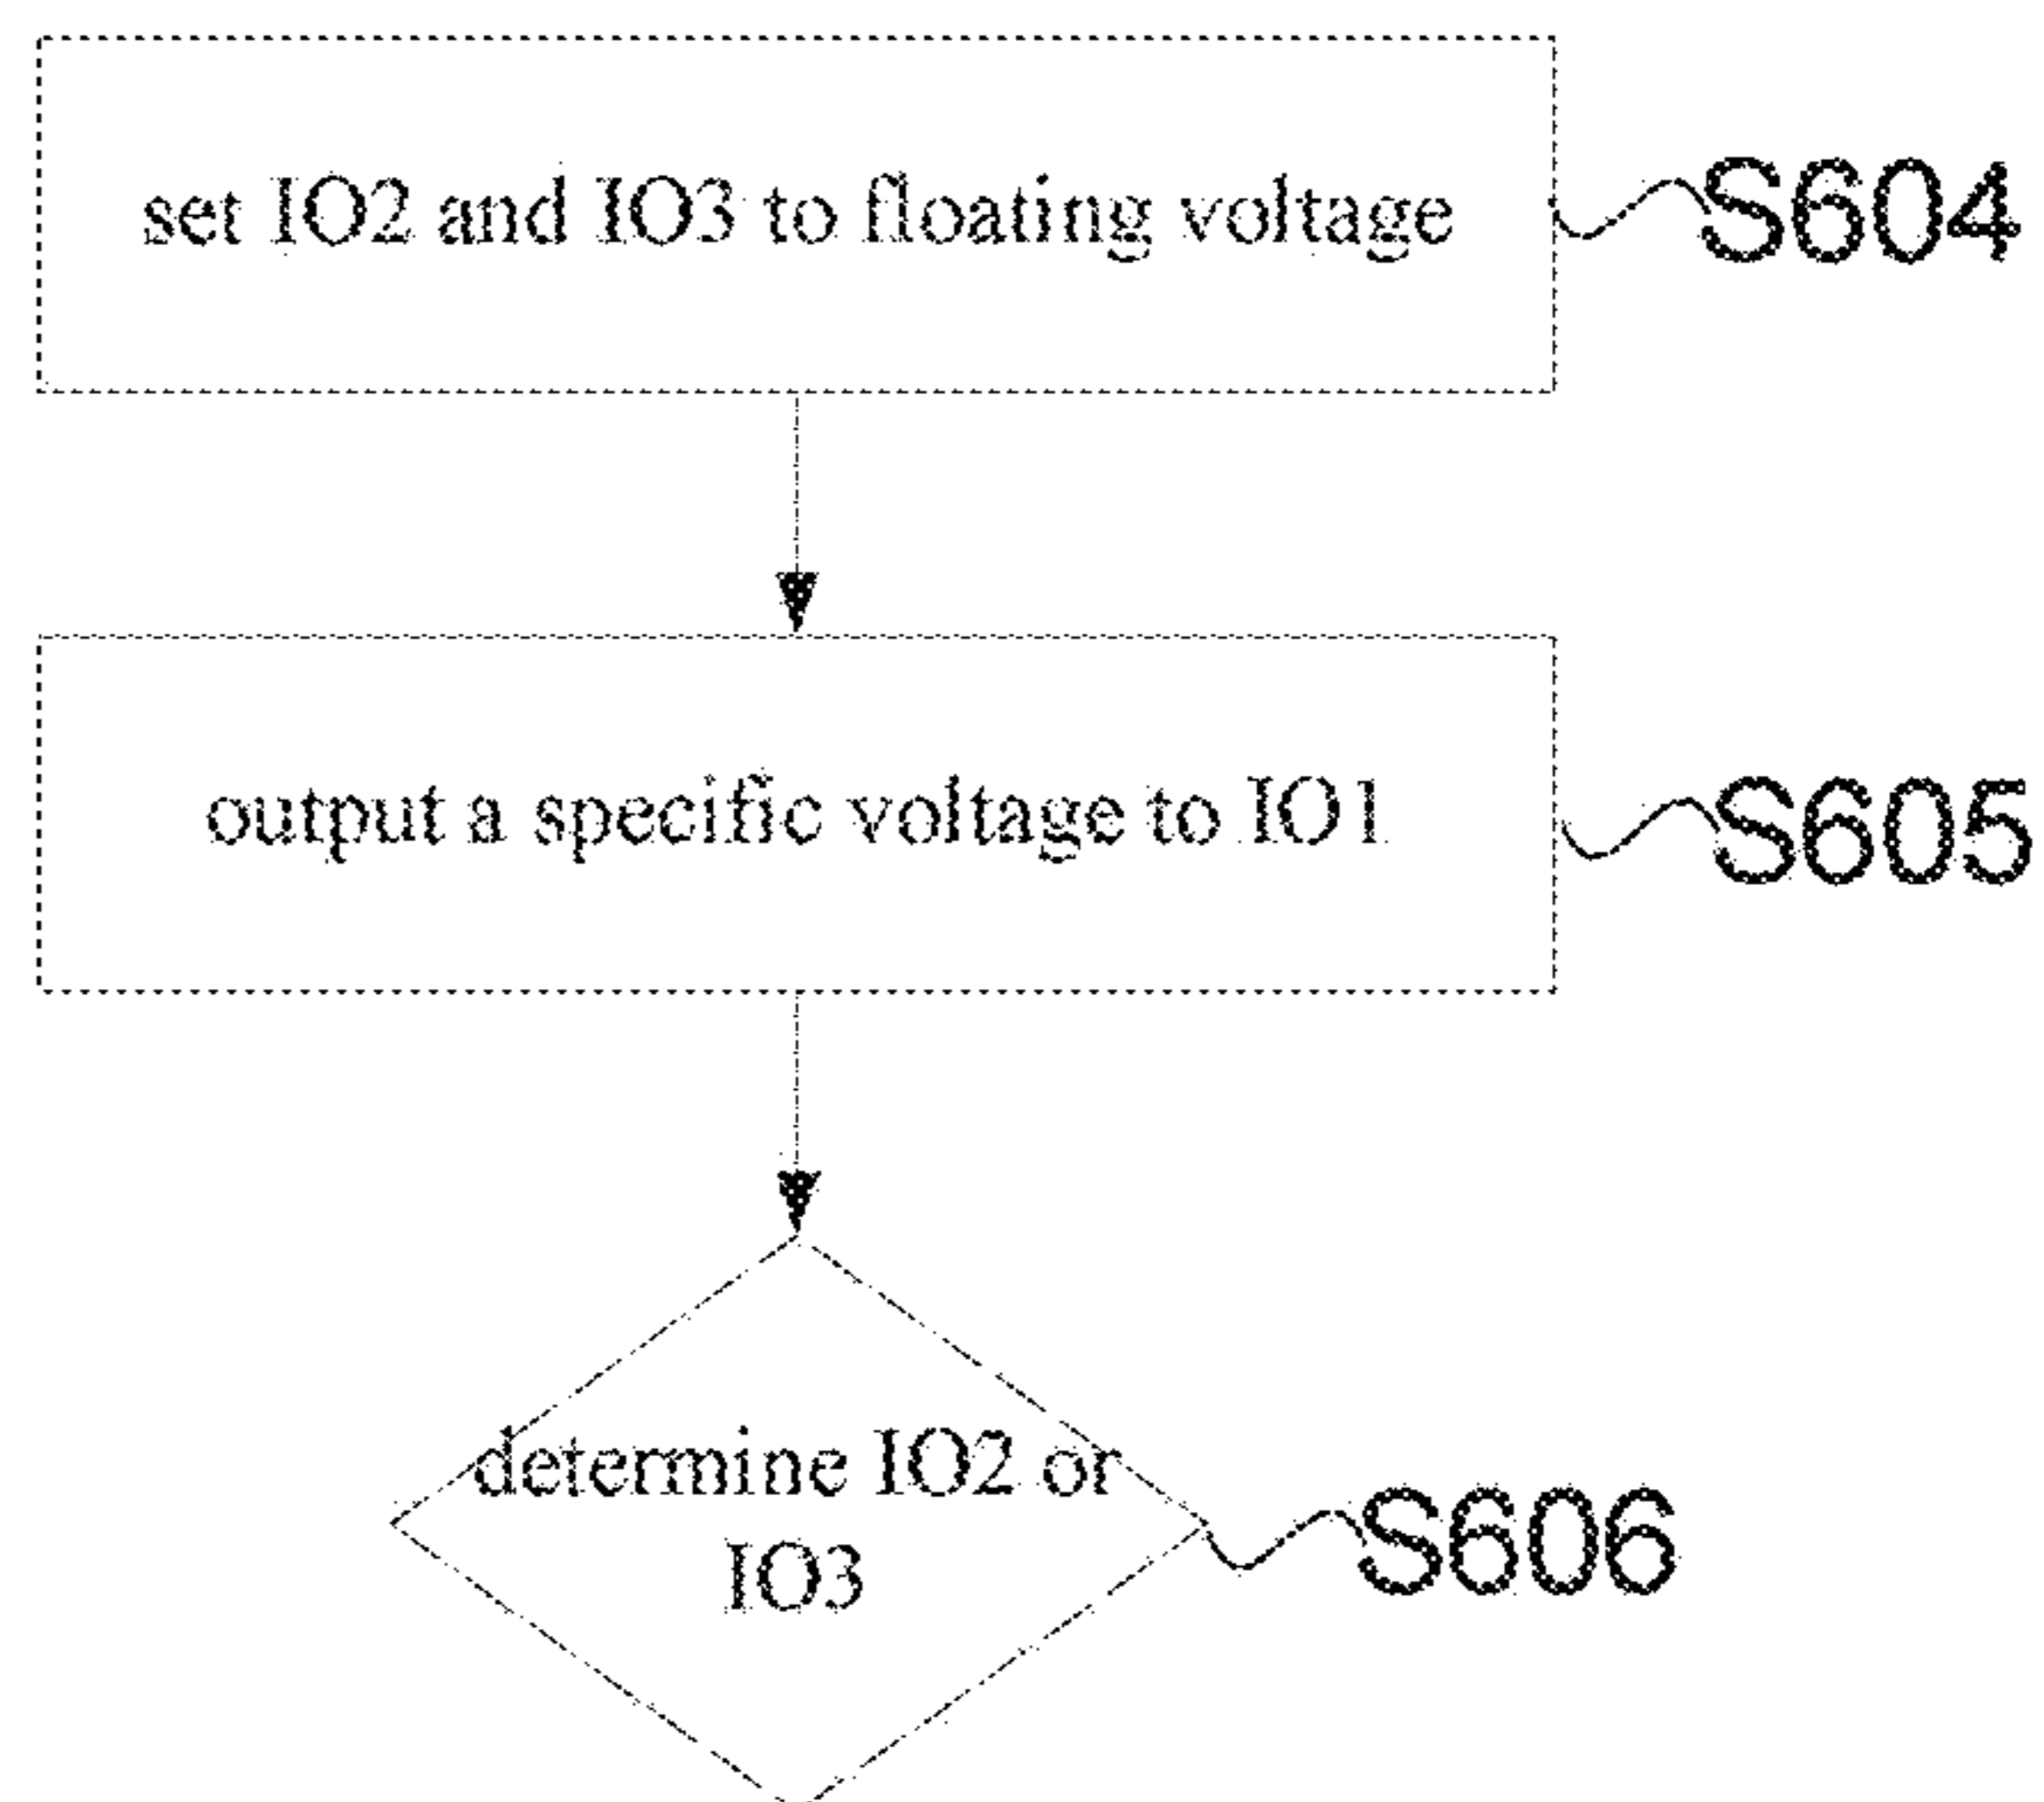 set IO2 and IO3 to floating voltage
S604
output a specific voltage to IO1
S605
determine IO2 or
IO3
S606